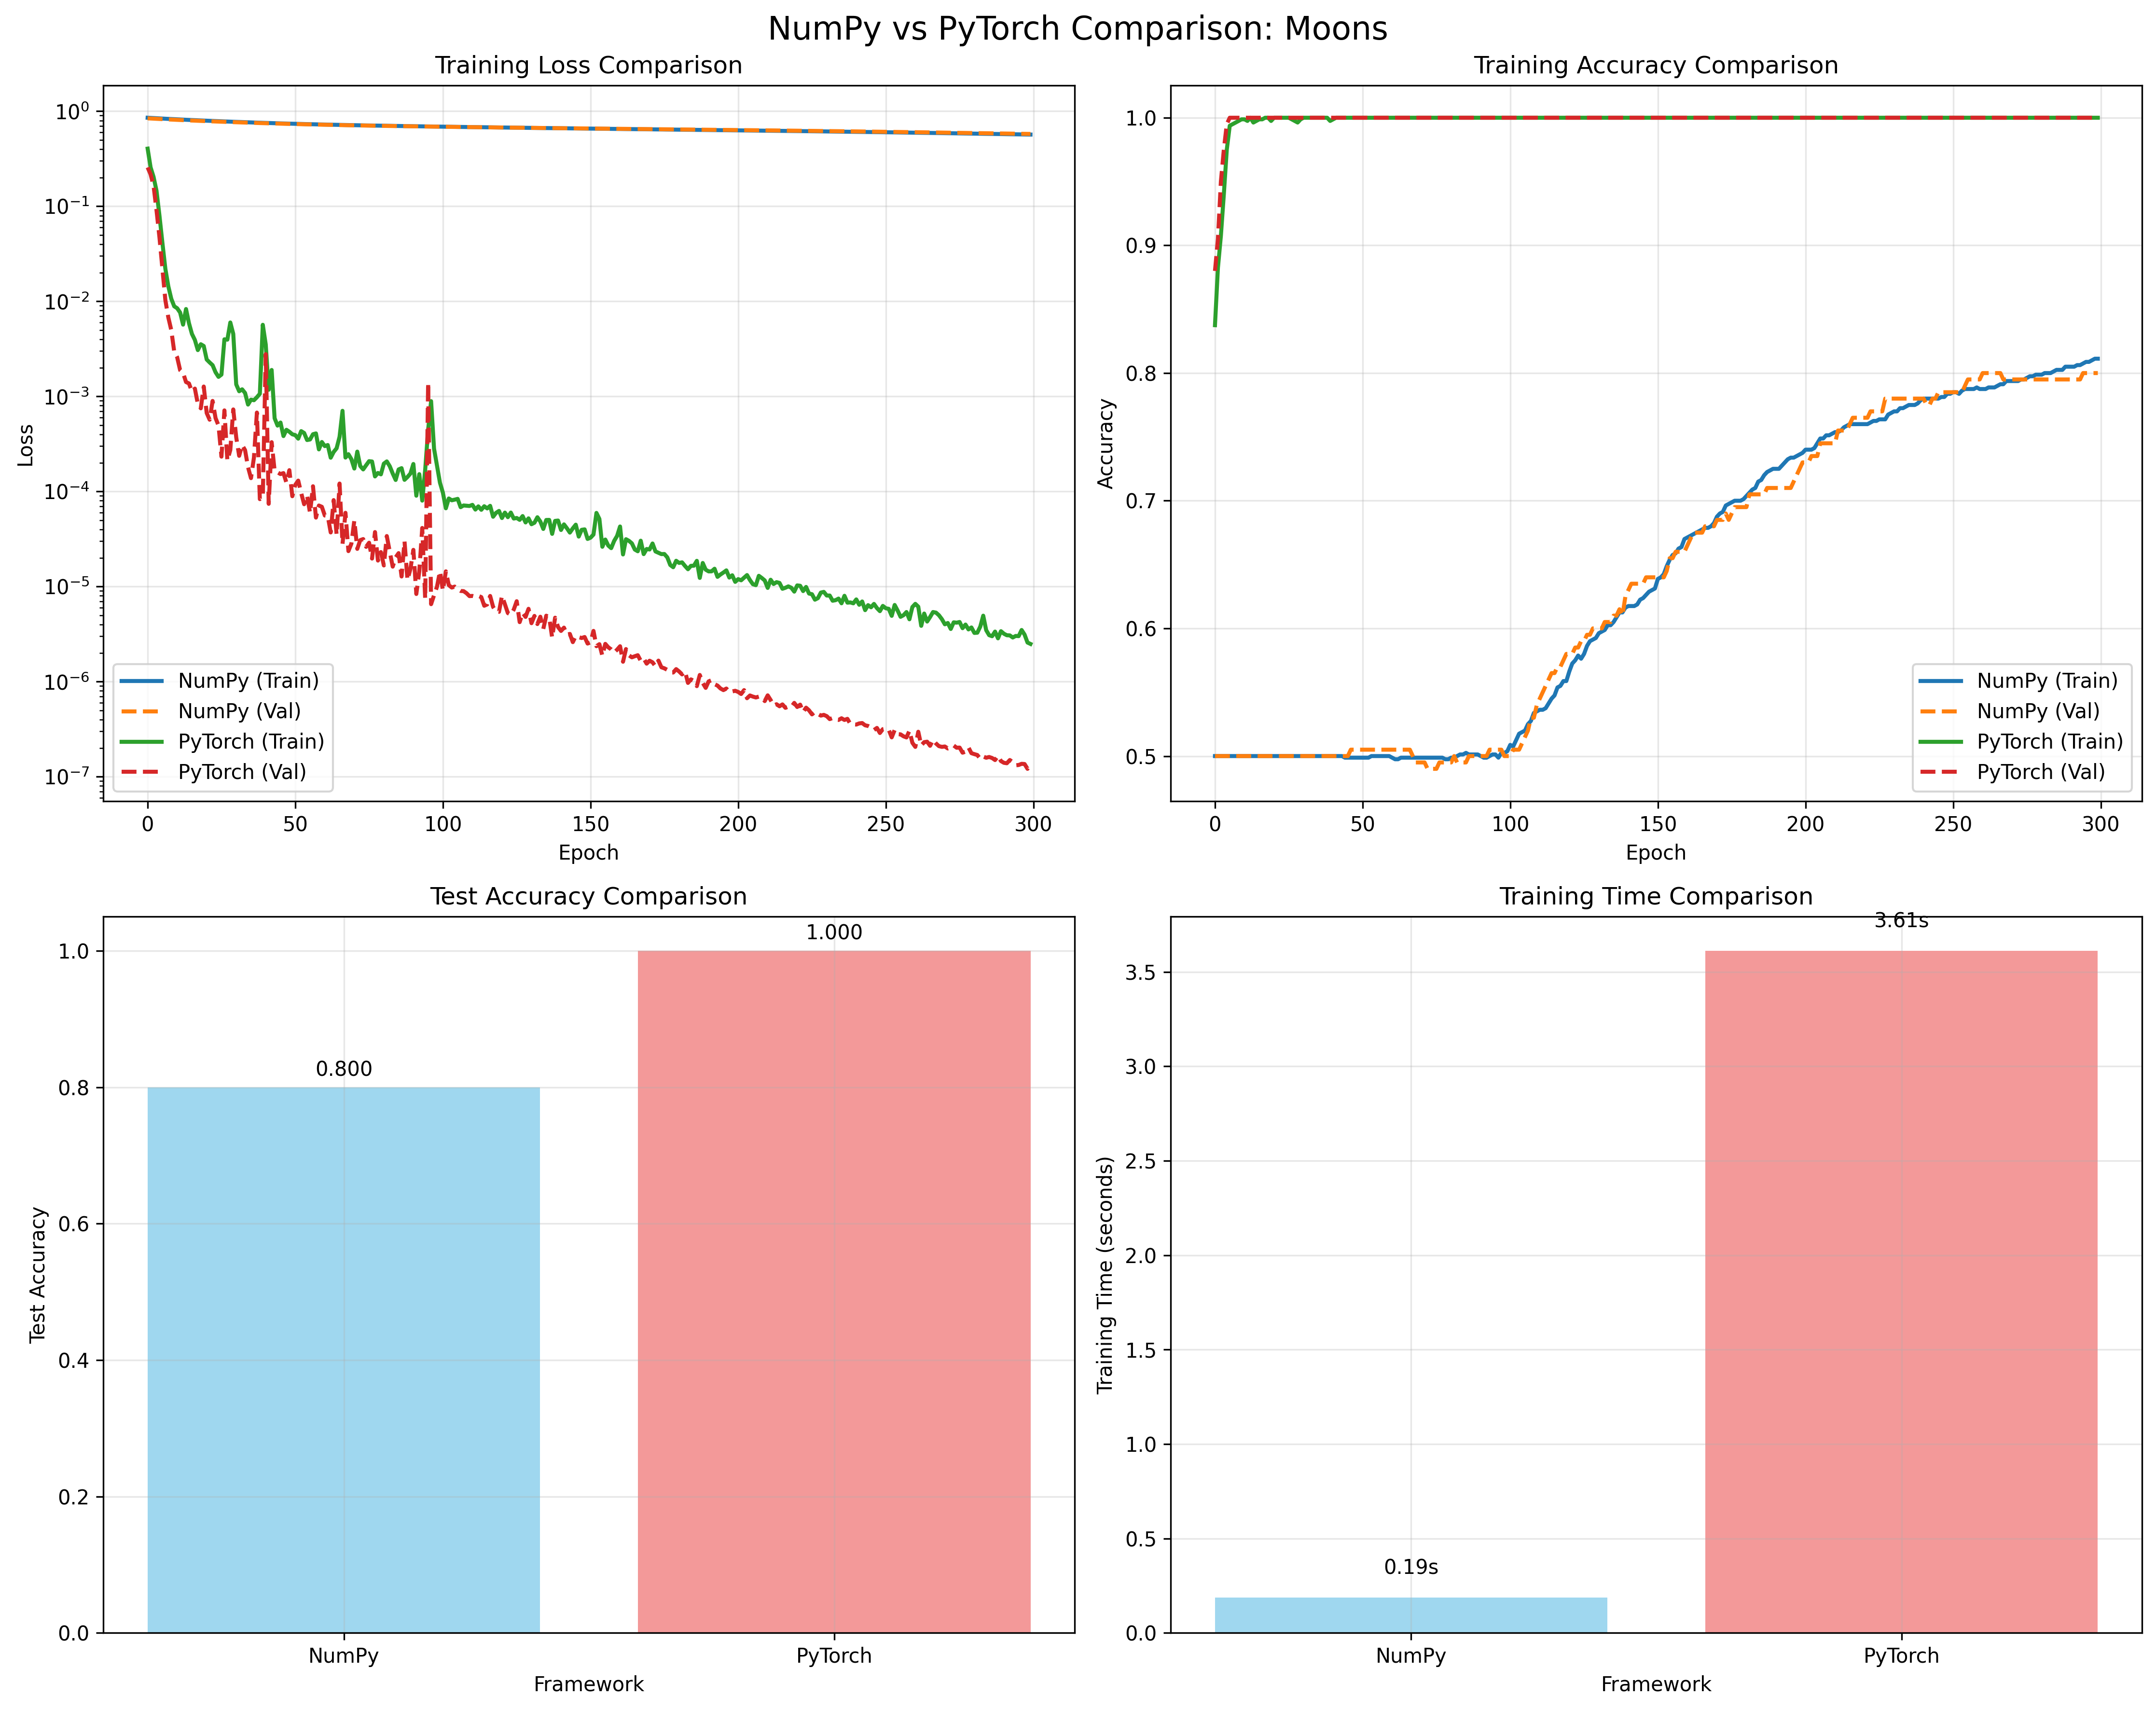 NumPy vs PyTorch Comparison: Moons
Training Loss Comparison
Loss
10⁰
10⁻¹
10⁻²
10⁻³
10⁻⁴
10⁻⁵
10⁻⁶
10⁻⁷
NumPy (Train)
NumPy (Val)
PyTorch (Train)
PyTorch (Val)
0 50 100 150 200 250 300
Epoch
Training Accuracy Comparison
Accuracy
1.0
0.9
0.8
0.7
0.6
0.5
NumPy (Train)
NumPy (Val)
PyTorch (Train)
PyTorch (Val)
0 50 100 150 200 250 300
Epoch
Test Accuracy Comparison
Test Accuracy
1.0
0.8
0.6
0.4
0.2
0.0
0.800
1.000
NumPy PyTorch
Framework
Training Time Comparison
Training Time (seconds)
3.5
3.0
2.5
2.0
1.5
1.0
0.5
0.0
0.19s
3.61s
NumPy PyTorch
Framework